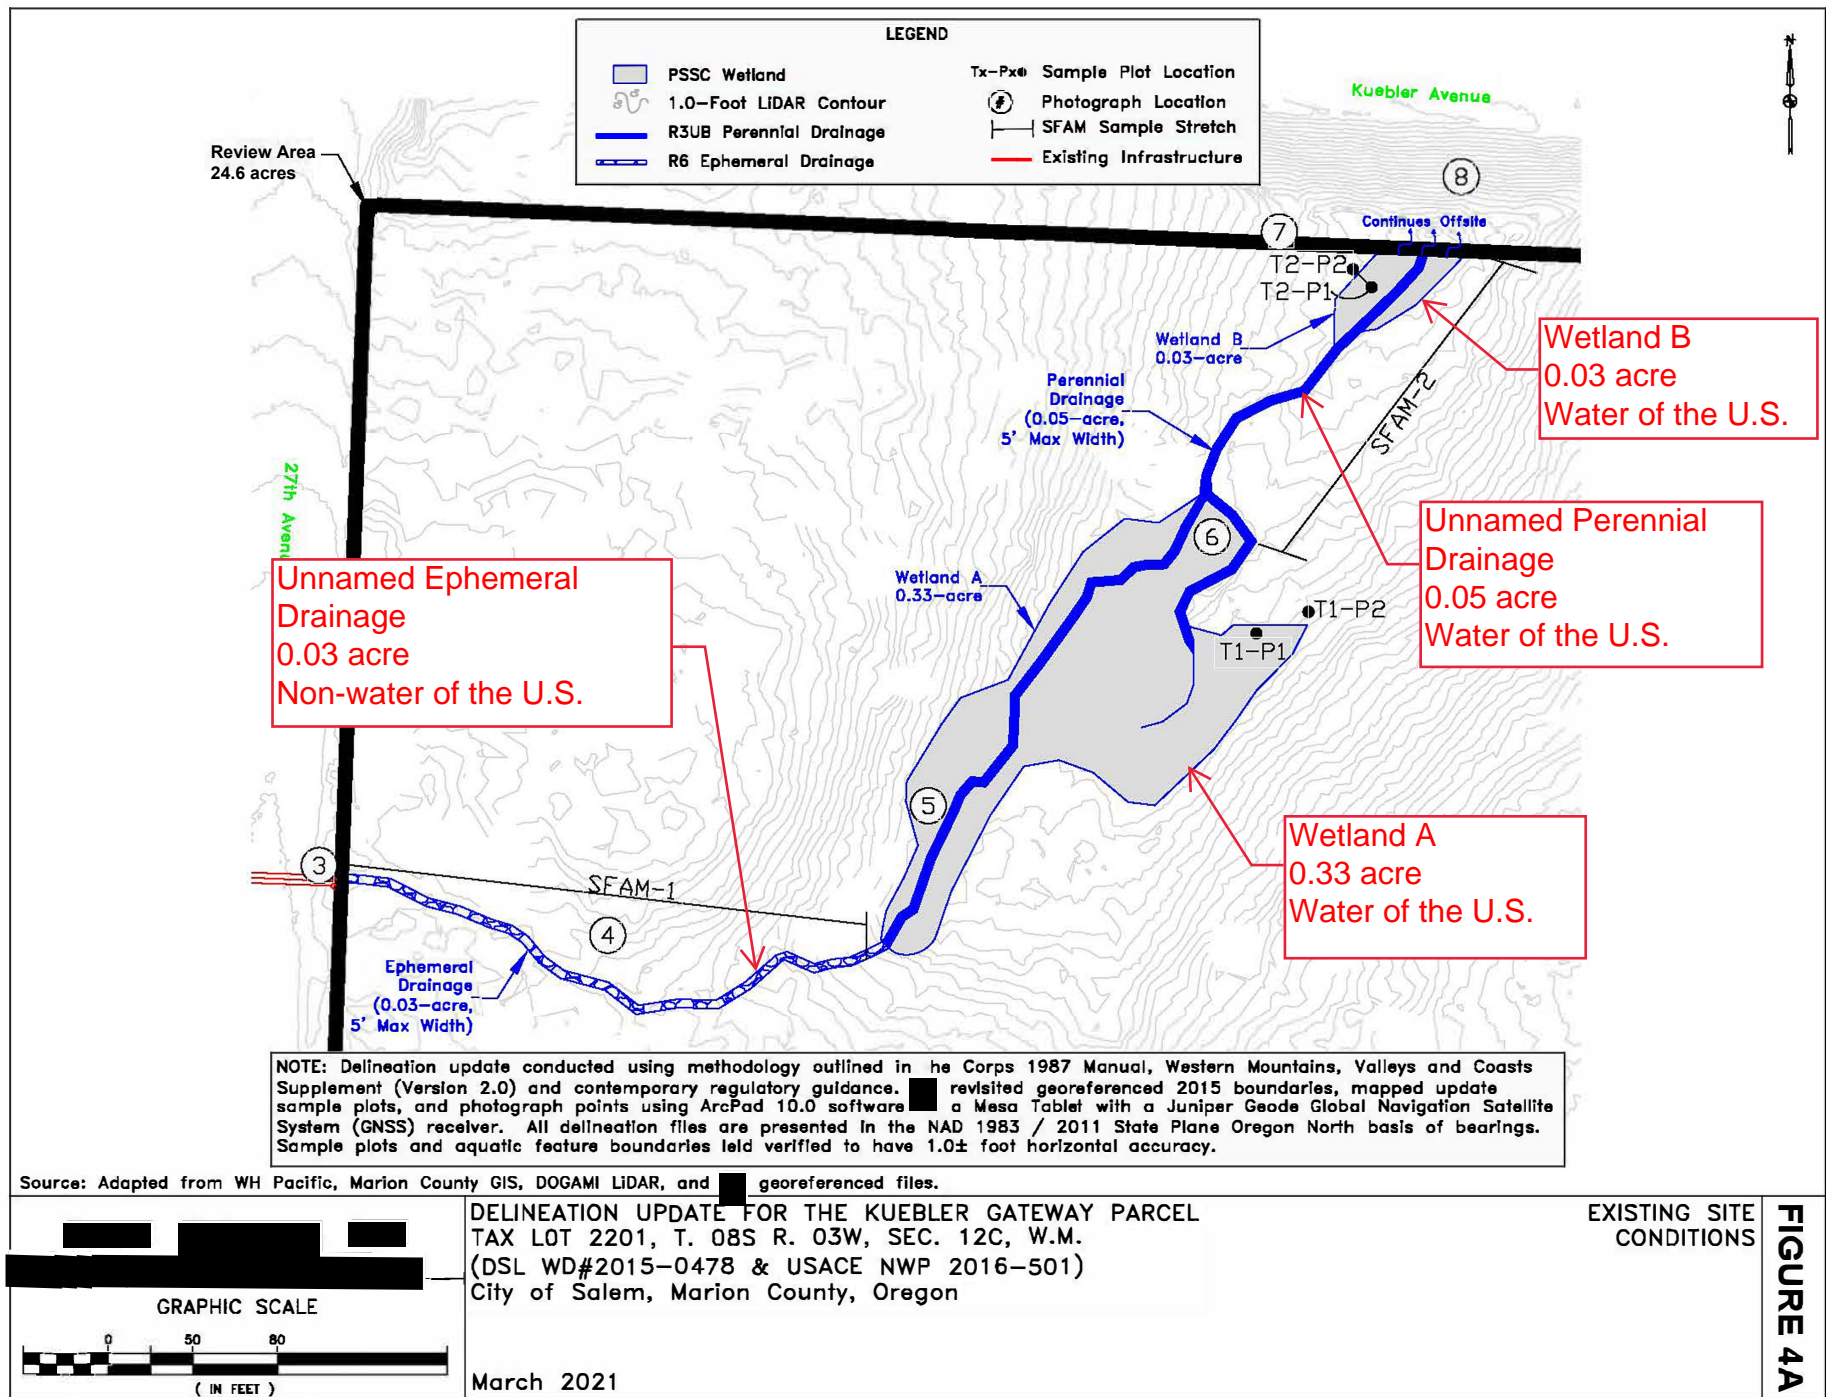 LEGEND
PSSC Wetland
1.0-Foot LiDAR Contour
R3UB Perennial Drainage
R6 Ephemeral Drainage
Tx-Px Sample Plot Location
# Photograph Location
SFAM Sample Stretch
Existing Infrastructure
Kuebler Avenue
N
Review Area
24.6 acres
8
Continues Offsite
7
T2-P2
T2-P1
Wetland B
0.03-acre
Wetland B
0.03 acre
Water of the U.S.
Perennial
Drainage
(0.05-acre,
5' Max Width)
SFAM-2
27th Avenu
Unnamed Perennial
Drainage
0.05 acre
Water of the U.S.
6
Wetland A
0.33-acre
Unnamed Ephemeral
Drainage
0.03 acre
Non-water of the U.S.
T1-P2
T1-P1
5
Wetland A
0.33 acre
Water of the U.S.
3
SFAM-1
4
Ephemeral
Drainage
(0.03-acre,
5' Max Width)
NOTE: Delineation update conducted using methodology outlined in he Corps 1987 Manual, Western Mountains, Valleys and Coasts
Supplement (Version 2.0) and contemporary regulatory guidance. revisited georeferenced 2015 boundaries, mapped update
sample plots, and photograph points using ArcPad 10.0 software a Mesa Tablet with a Juniper Geode Global Navigation Satellite
System (GNSS) receiver. All delineation files are presented in the NAD 1983 / 2011 State Plane Oregon North basis of bearings.
Sample plots and aquatic feature boundaries ield verified to have 1.0± foot horizontal accuracy.
Source: Adapted from WH Pacific, Marion County GIS, DOGAMI LiDAR, and georeferenced files.
GRAPHIC SCALE
0 50 80
( IN FEET )
DELINEATION UPDATE FOR THE KUEBLER GATEWAY PARCEL
TAX LOT 2201, T. 08S R. 03W, SEC. 12C, W.M.
(DSL WD#2015-0478 & USACE NWP 2016-501)
City of Salem, Marion County, Oregon
March 2021
EXISTING SITE
CONDITIONS
FIGURE 4A